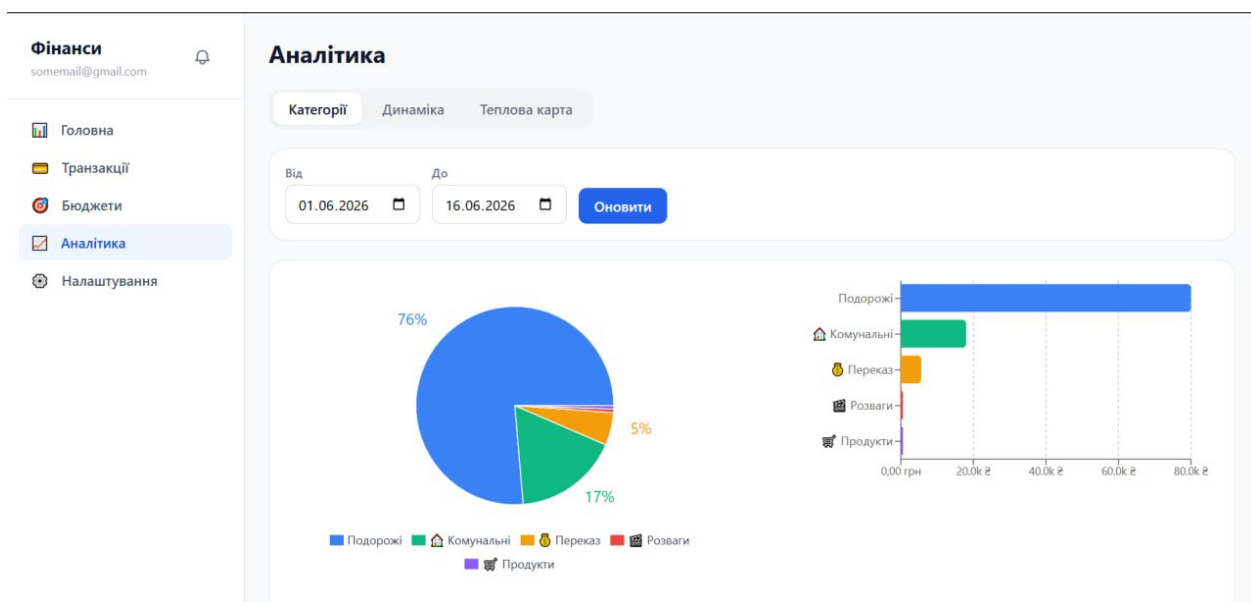 Фінанси
somemail@gmail.com
Головна
Транзакції
Бюджети
Аналітика
Налаштування
Аналітика
Категорії Динаміка Теплова карта
Від До
01.06.2026 16.06.2026 Оновити
76%
5%
17%
Подорожі Комунальні Переказ Розваги
Продукти
Подорожі
Комунальні
Переказ
Розваги
Продукти
0,00 грн 20.0k ₴ 40.0k ₴ 60.0k ₴ 80.0k ₴